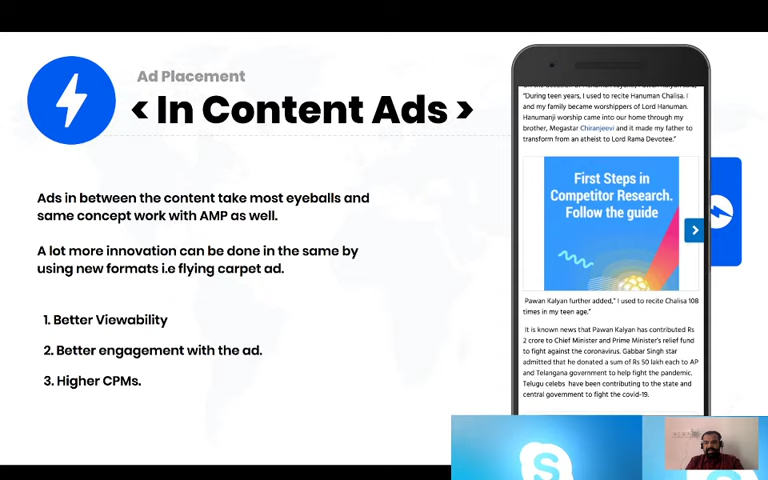 Ad Placement
< In Content Ads >
Ads in between the content take most eyeballs and
same concept work with AMP as well.
A lot more innovation can be done in the same by
using new formats i.e flying carpet ad.
1. Better Viewability
2. Better engagement with the ad.
3. Higher CPMs.
"During teen years, I used to recite Hanuman Chalisa. I
and my family became worshippers of Lord Hanuman.
Hanumanji worship came into our home through my
brother, Megastar Chiranjeevi and it made my father to
transform from an atheist to Lord Rama Devotee."
First Steps in
Competitor Research.
Follow the guide
Pawan Kalyan further added," I used to recite Chalisa 108
times in my teen age."
It is known news that Pawan Kalyan has contributed Rs
2 crore to Chief Minister and Prime Minister's relief fund
to fight against the coronavirus. Gabbar Singh star
admitted that he donated a sum of Rs 50 lakh each to AP
and Telangana government to help fight the pandemic.
Telugu celebs have been contributing to the state and
central government to fight the covid-19.
S